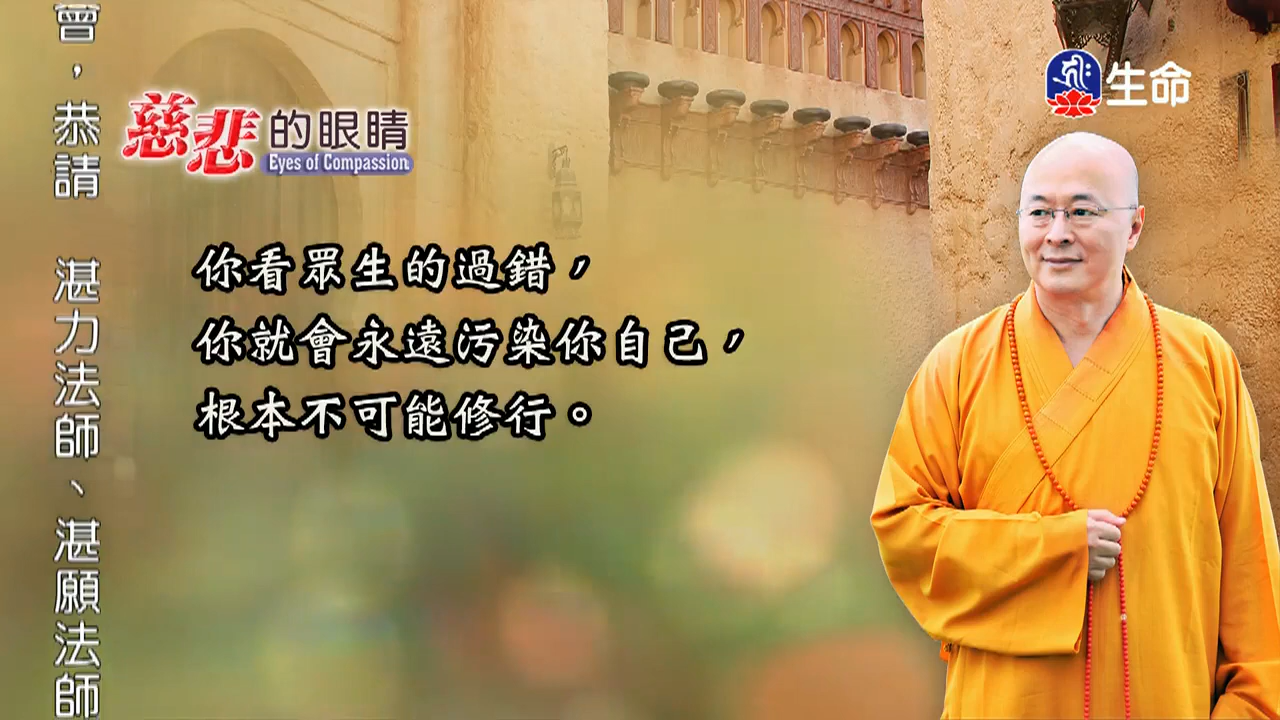 慈悲的眼睛
Eyes of Compassion
生命
你看眾生的過錯，
你就會永遠污染你自己，
根本不可能修行。
曾，恭請　湛力法師、湛願法師